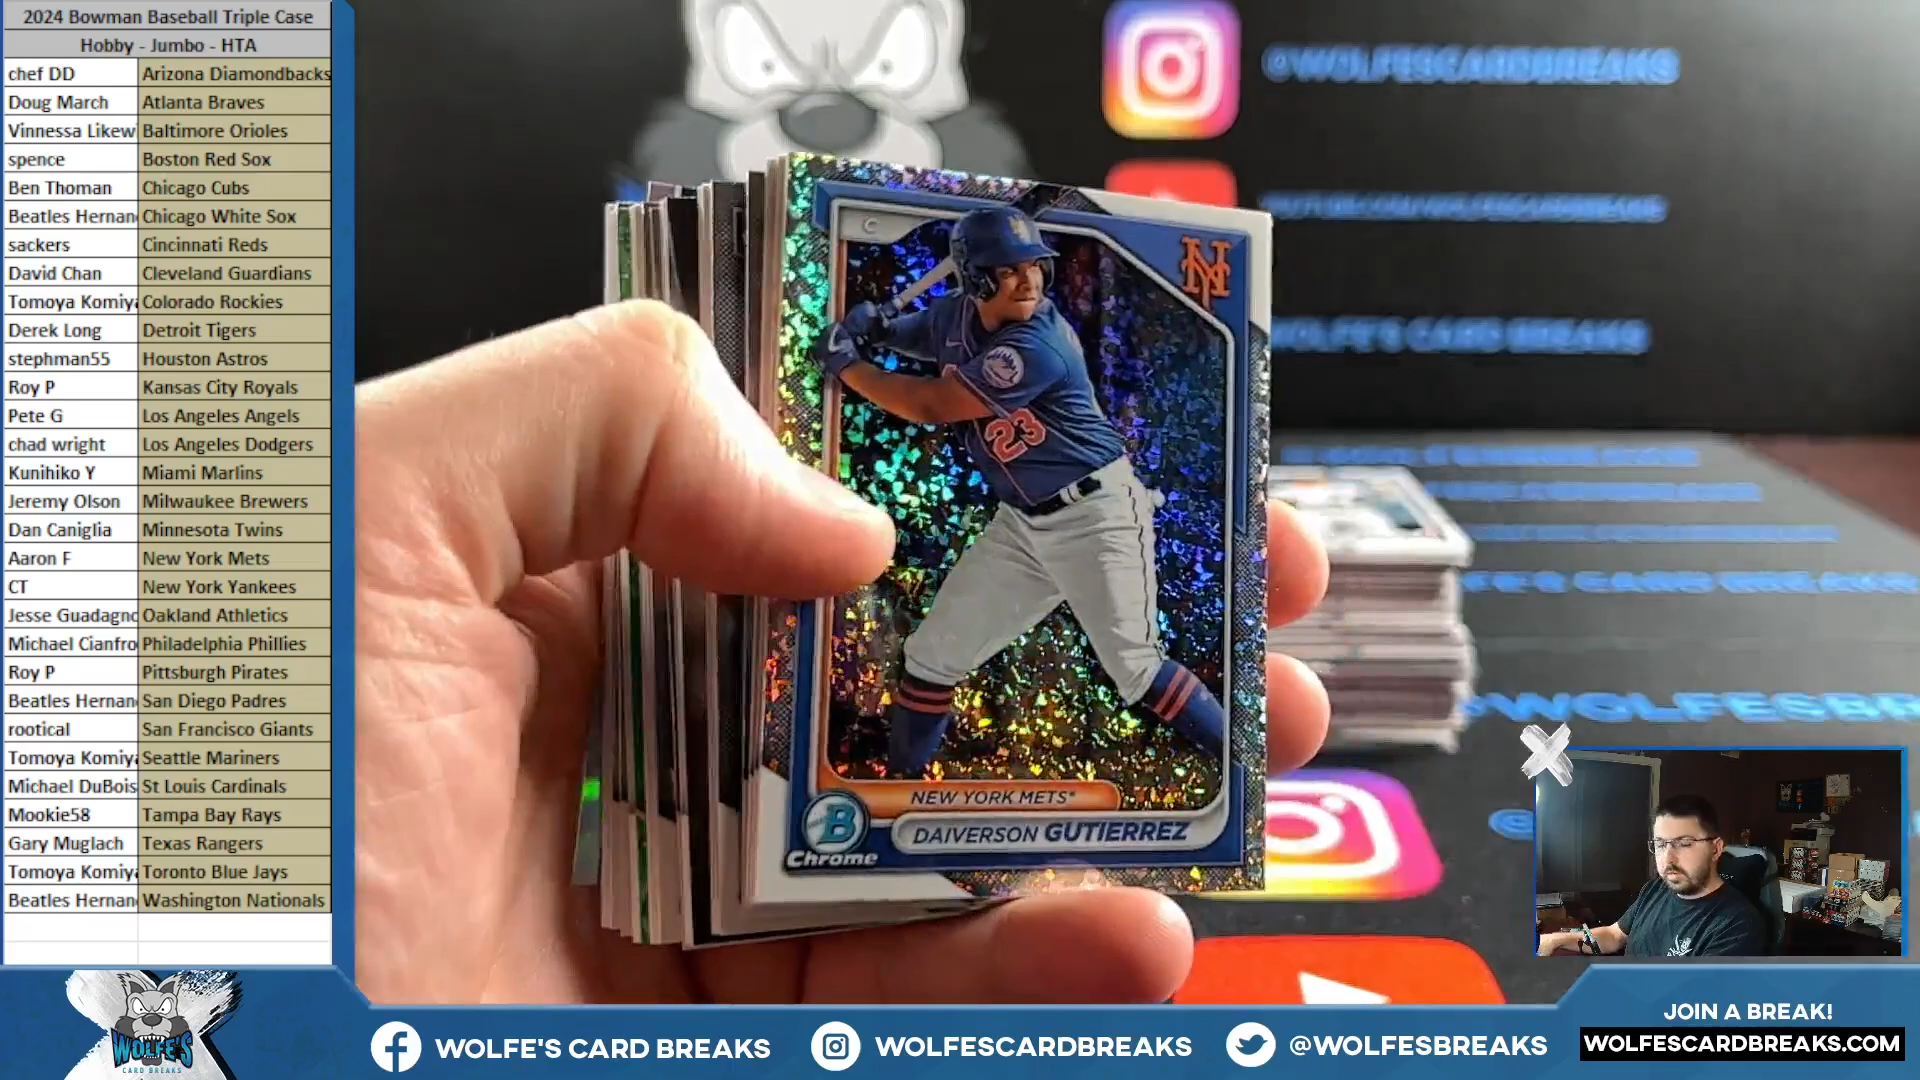 2024 Bowman Baseball Triple Case
Hobby - Jumbo - HTA
chef DD Arizona Diamondbacks
Doug March Atlanta Braves
Vinnessa Likewi Baltimore Orioles
spence Boston Red Sox
Ben Thoman Chicago Cubs
Beatles Hernan Chicago White Sox
sackers Cincinnati Reds
David Chan Cleveland Guardians
Tomoya Komiya Colorado Rockies
Derek Long Detroit Tigers
stephman55 Houston Astros
Roy P Kansas City Royals
Pete G Los Angeles Angels
chad wright Los Angeles Dodgers
Kunihiko Y Miami Marlins
Jeremy Olson Milwaukee Brewers
Dan Caniglia Minnesota Twins
Aaron F New York Mets
CT New York Yankees
Jesse Guadagno Oakland Athletics
Michael Cianfro Philadelphia Phillies
Roy P Pittsburgh Pirates
Beatles Hernan San Diego Padres
rootical San Francisco Giants
Tomoya Komiya Seattle Mariners
Michael DuBois St Louis Cardinals
Mookie58 Tampa Bay Rays
Gary Muglach Texas Rangers
Tomoya Komiya Toronto Blue Jays
Beatles Hernan Washington Nationals
@WOLFESCARDBREAKS
WOLFE'S CARD BREAKS
C
NY
23
NEW YORK METS
B
Chrome
DAIVERSON GUTIERREZ
WOLFE'S
CARD BREAKS
WOLFE'S CARD BREAKS
WOLFESCARDBREAKS
@WOLFESBREAKS
JOIN A BREAK!
WOLFESCARDBREAKS.COM